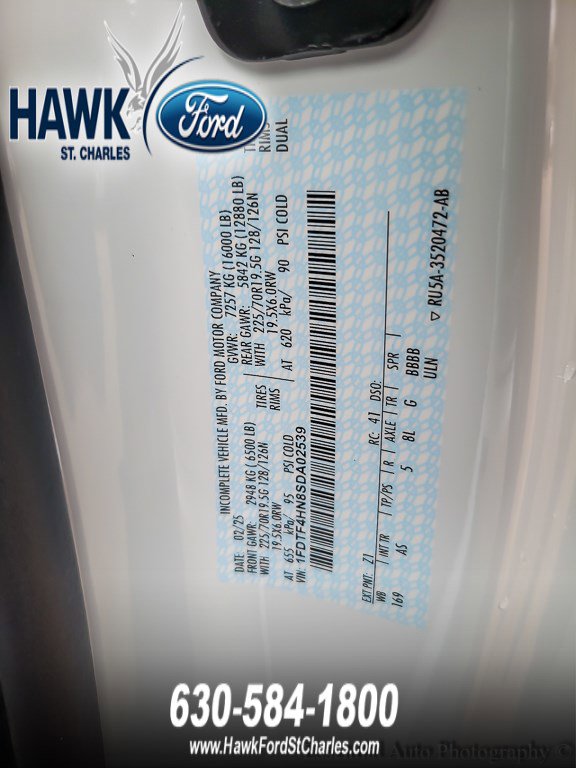 HAWK
ST. CHARLES
Ford
INCOMPLETE VEHICLE MFD. BY FORD MOTOR COMPANY
DATE 02/25 GVWR: 7257 KG (16000 LB)
FRONT GAWR: 2948 KG (6500 LB) REAR GAWR: 5842 KG (12880 LB)
WITH 225/70R19.5G 128/126N TIRES WITH 225/70R19.5G 128/126N
19.5X6.0RW RIMS 19.5X6.0RW RIMS
AT 655 kPa/ 95 PSI COLD AT 620 kPa/ 90 PSI COLD DUAL
VIN: 1FDTF4HN8SDA02539
EXT PNT: Z1 RC: 41 DSO:
WB INT TR TP/PS R AXLE TR SPR
169 AS 5 8L G BBBB
ULN
▽ RU5A-3520472-AB
630-584-1800
www.HawkFordStCharles.com
Auto Photography ©